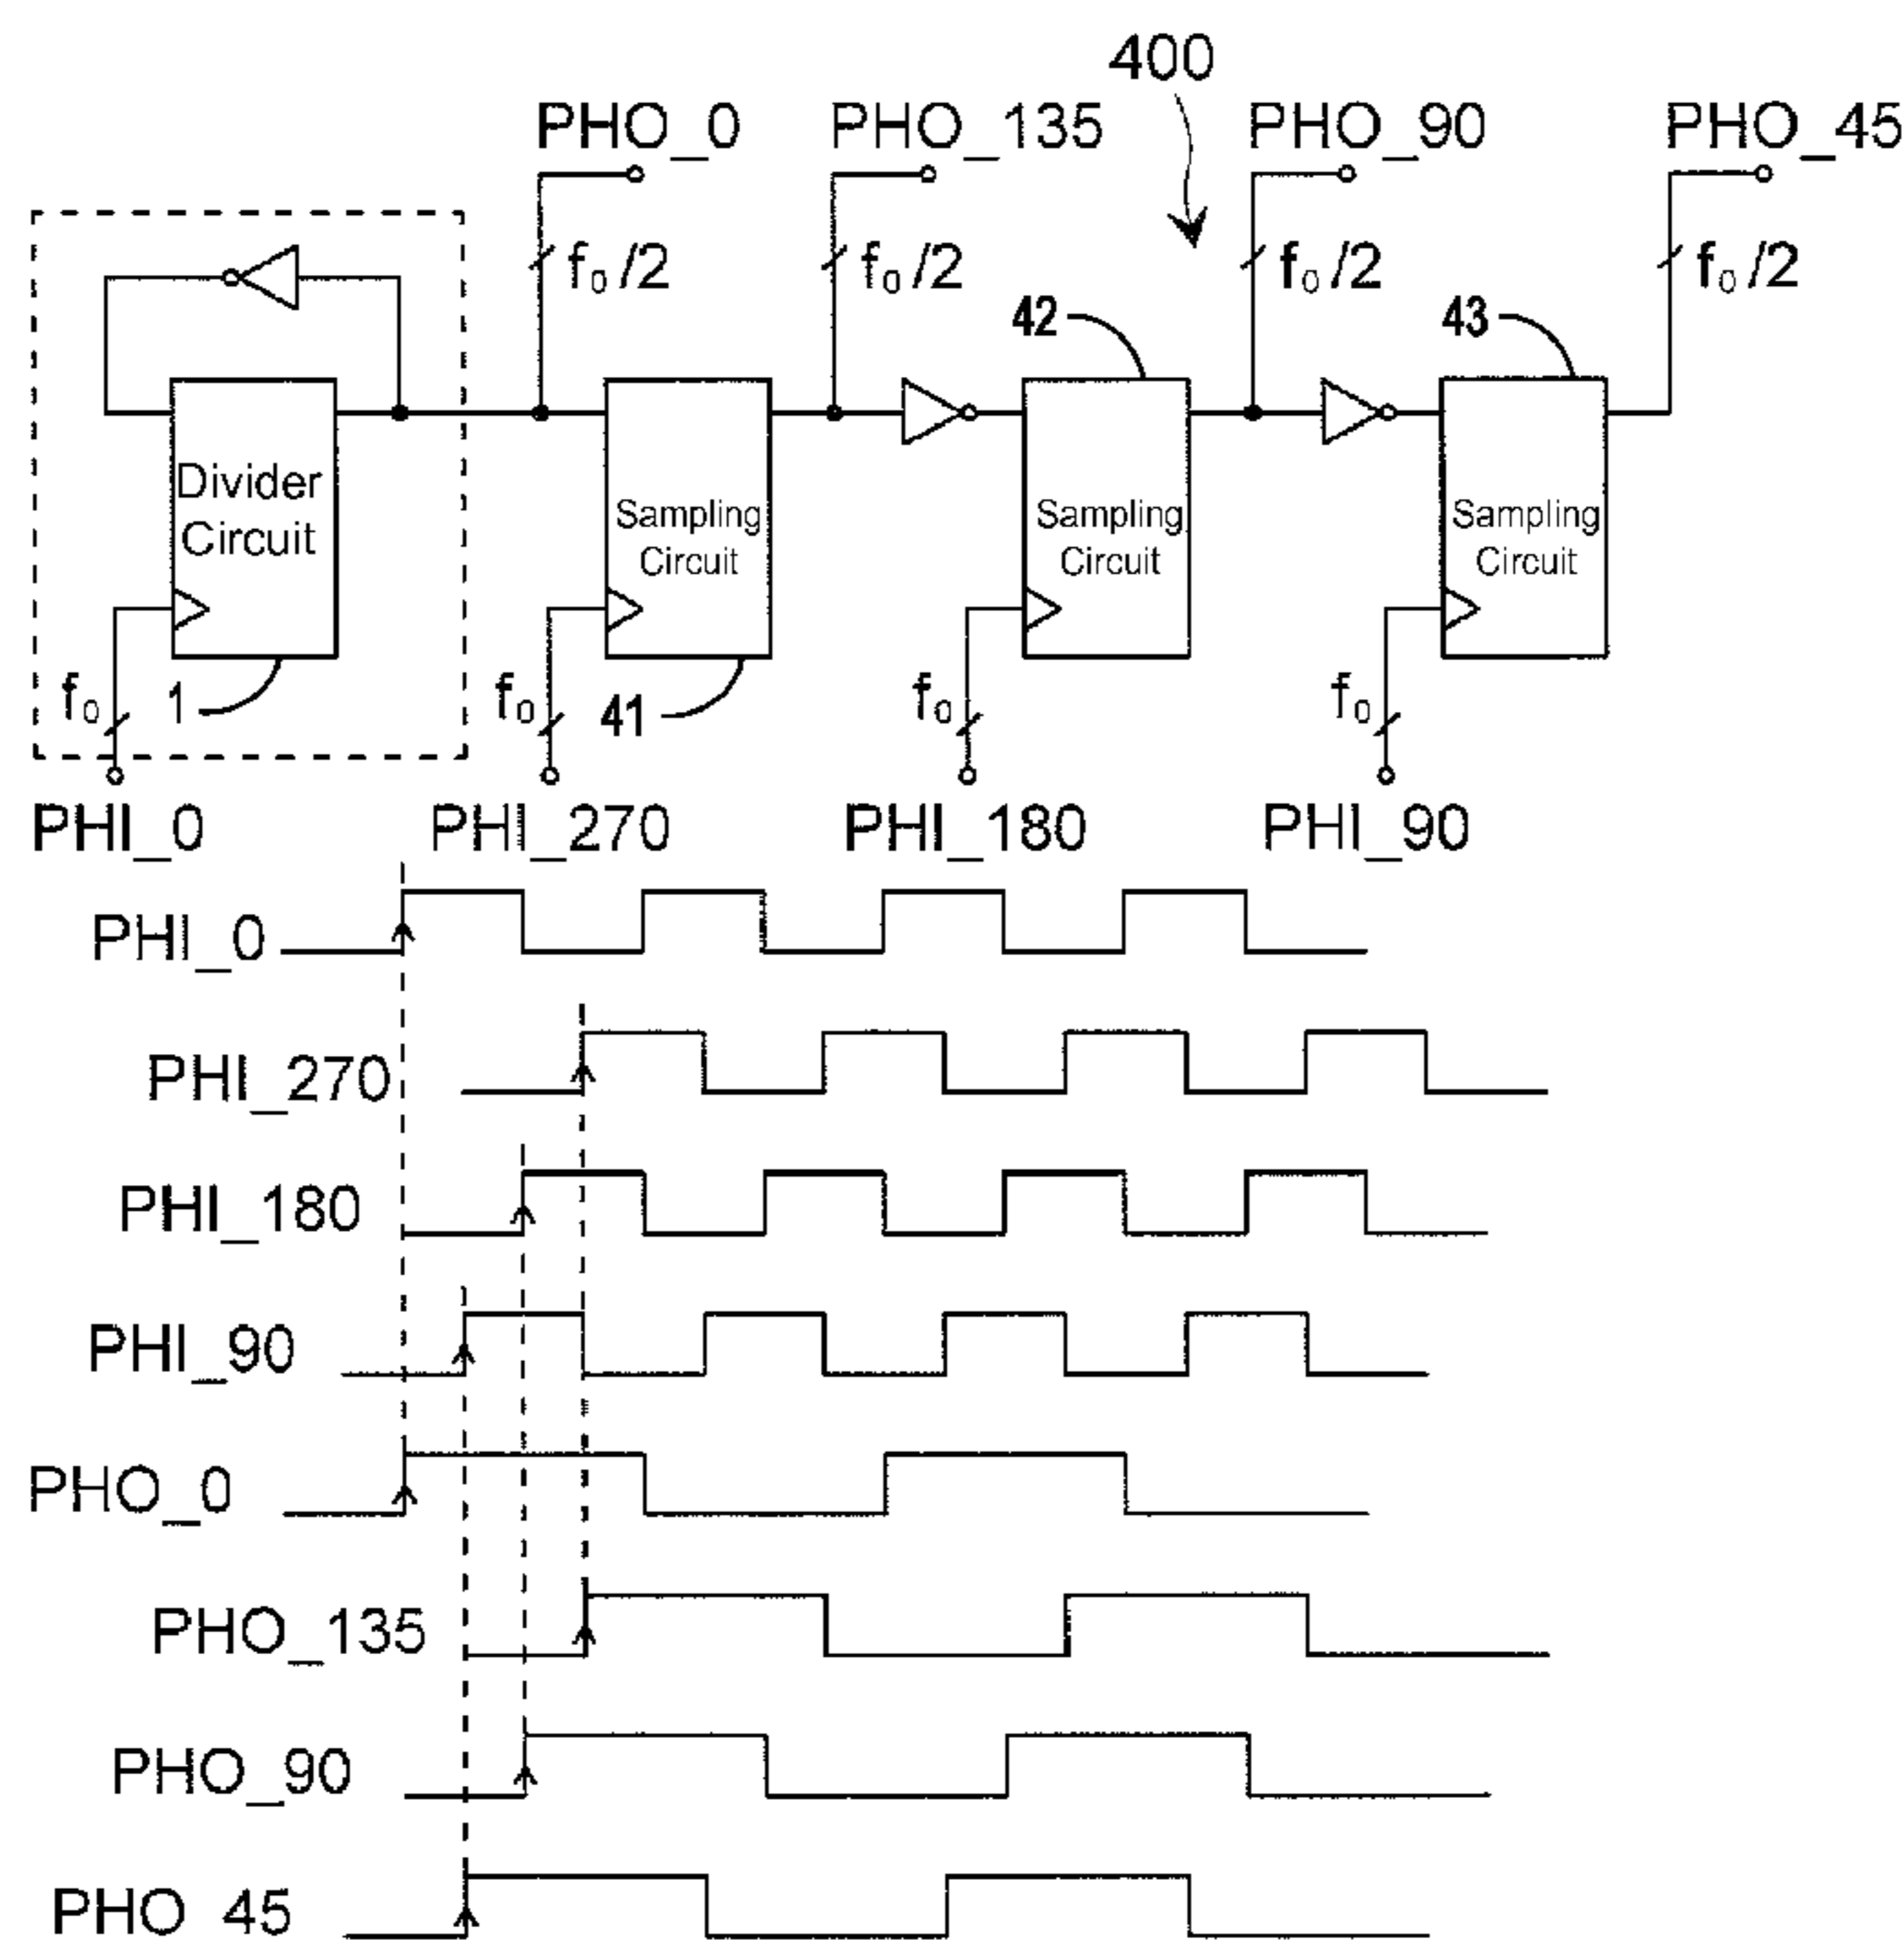 400
PHO_0 PHO_135 PHO_90 PHO_45
f₀/2 f₀/2 f₀/2 f₀/2
42 43
Divider Circuit
Sampling Circuit
Sampling Circuit
Sampling Circuit
f₀ 1 f₀ 41 f₀ f₀
PHI_0 PHI_270 PHI_180 PHI_90
PHI_0
PHI_270
PHI_180
PHI_90
PHO_0
PHO_135
PHO_90
PHO 45